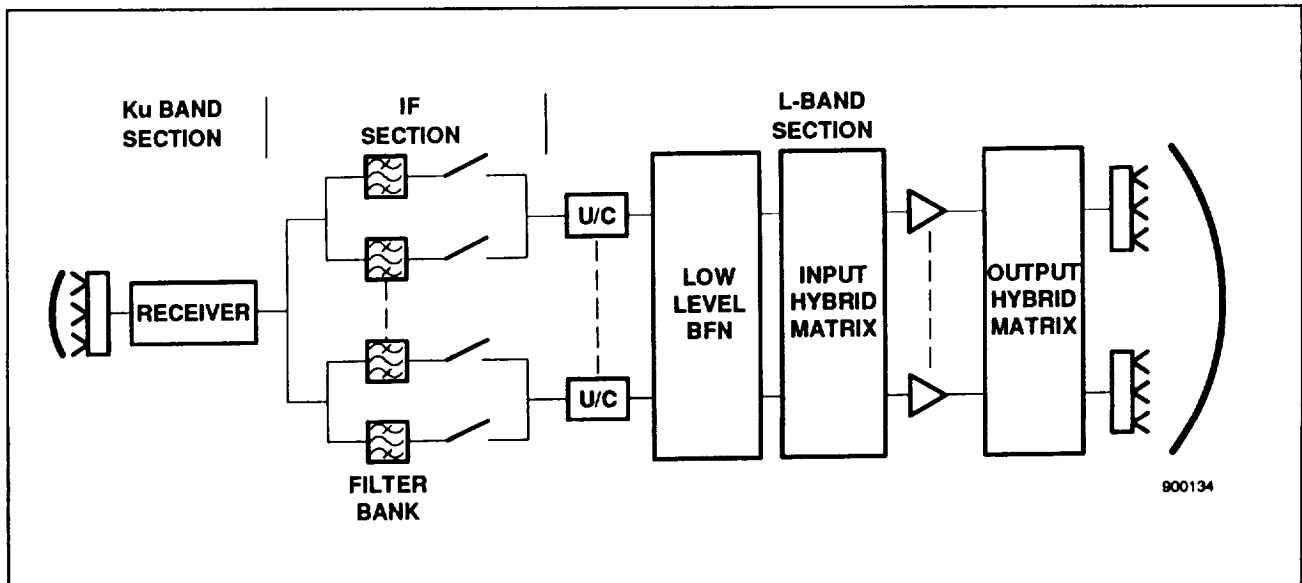 Ku BAND
SECTION
IF
SECTION
L-BAND
SECTION
RECEIVER
U/C
U/C
LOW
LEVEL
BFN
INPUT
HYBRID
MATRIX
OUTPUT
HYBRID
MATRIX
FILTER
BANK
900134